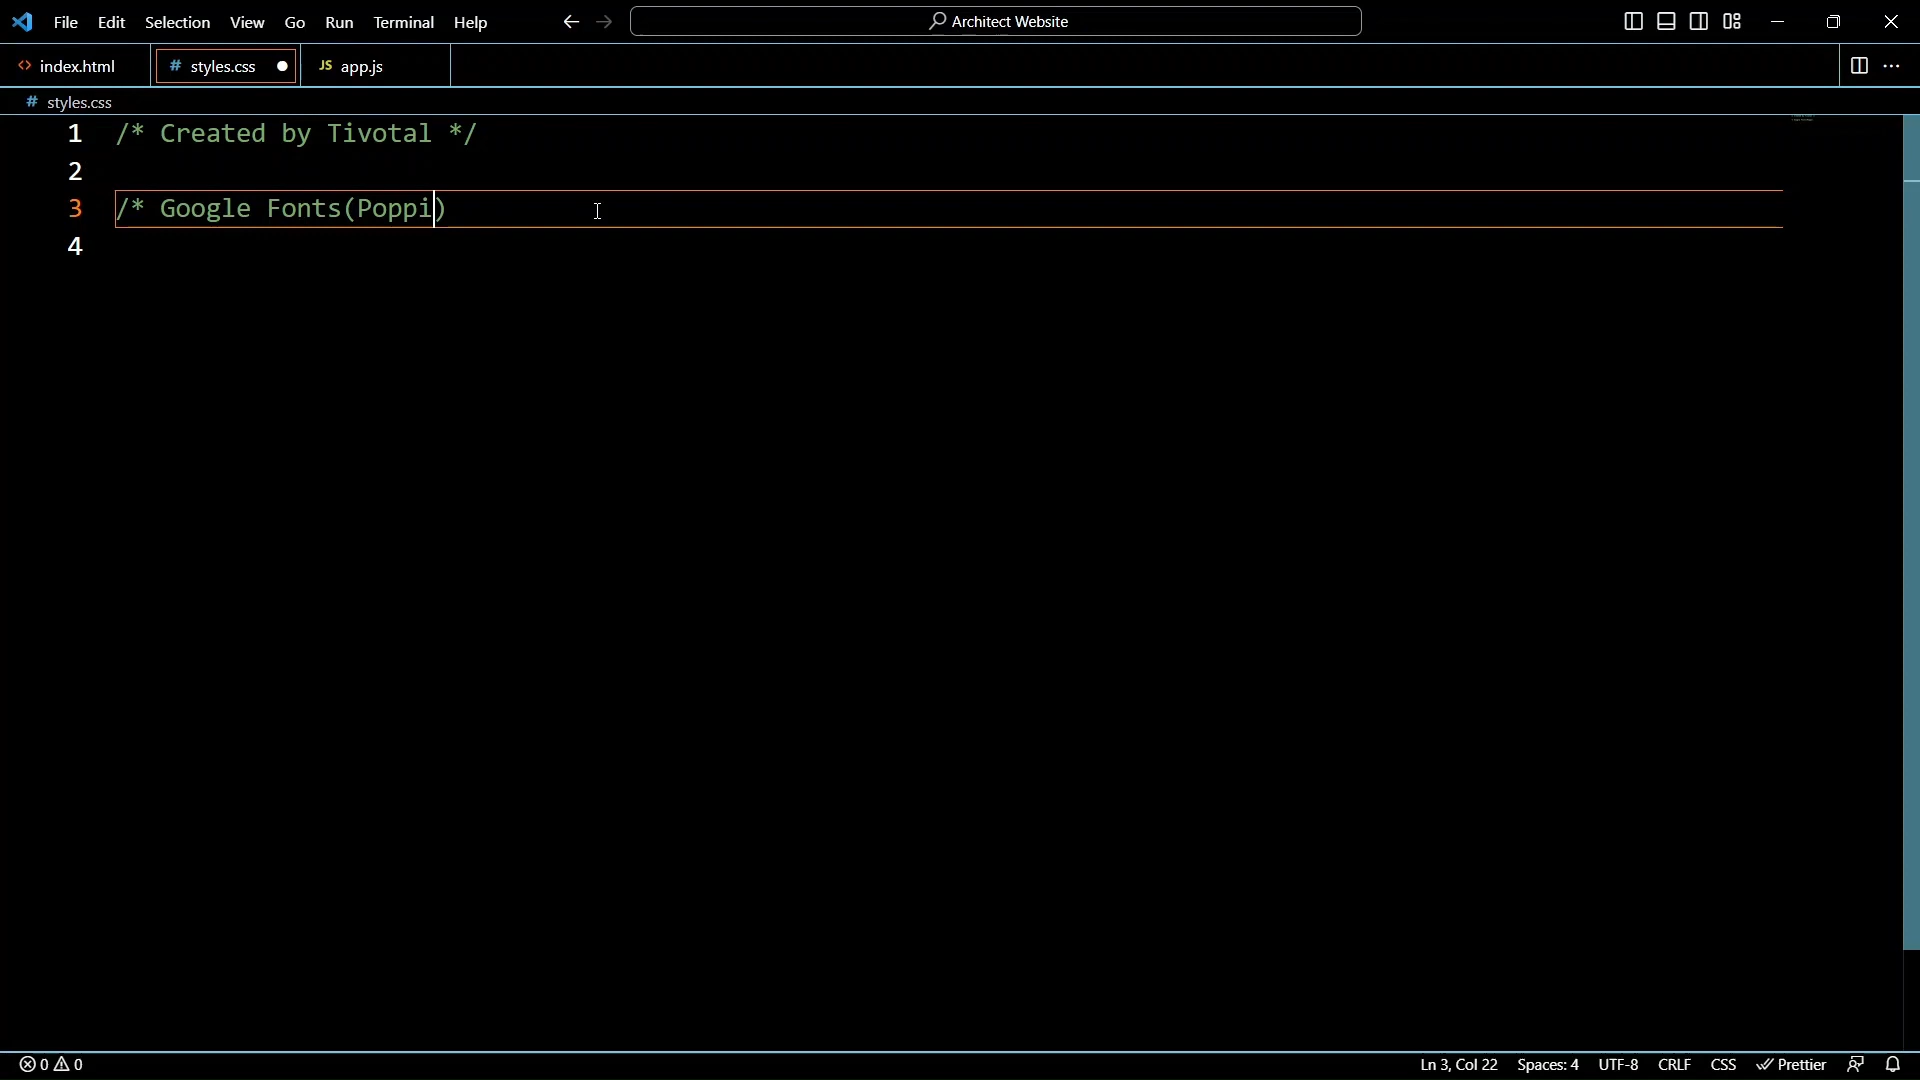 File Edit Selection View Go Run Terminal Help Architect Website
index.html # styles.css JS app.js
# styles.css
1 /* Created by Tivotal */
2
3 /* Google Fonts(Poppi)
4
0 0 Ln 3, Col 22 Spaces: 4 UTF-8 CRLF CSS Prettier